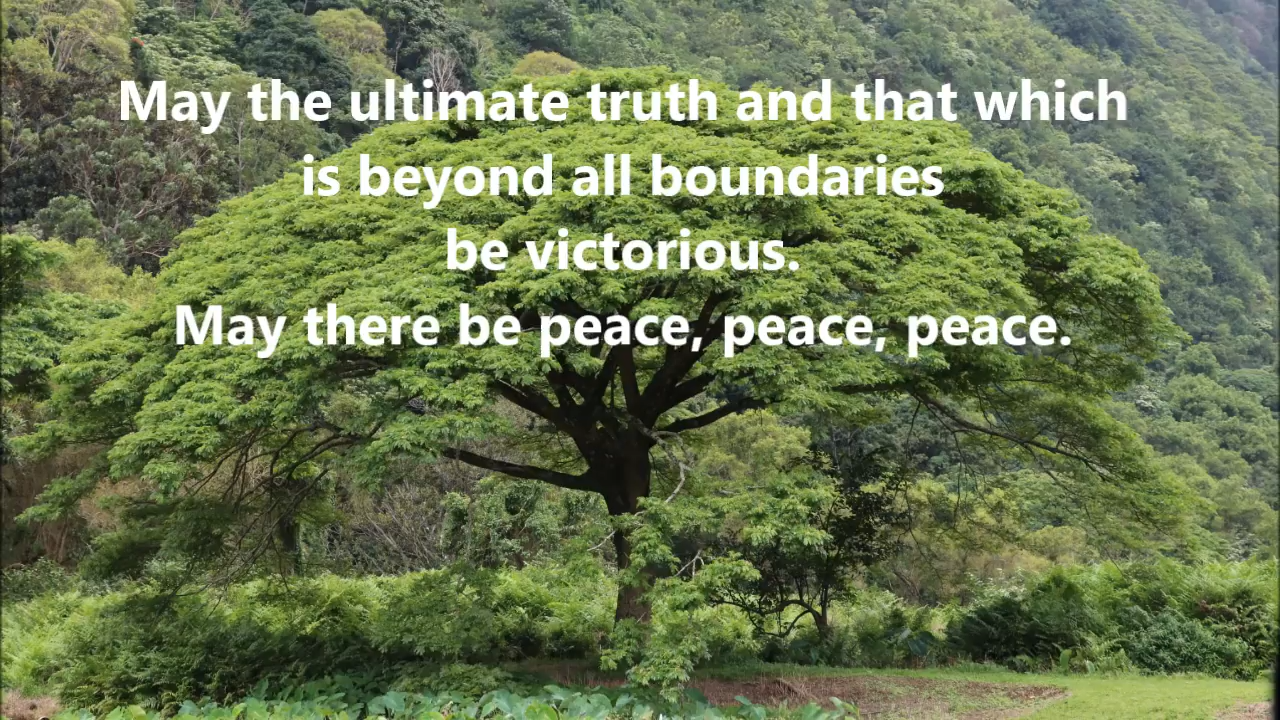 May the ultimate truth and that which
is beyond all boundaries
be victorious.
May there be peace, peace, peace.